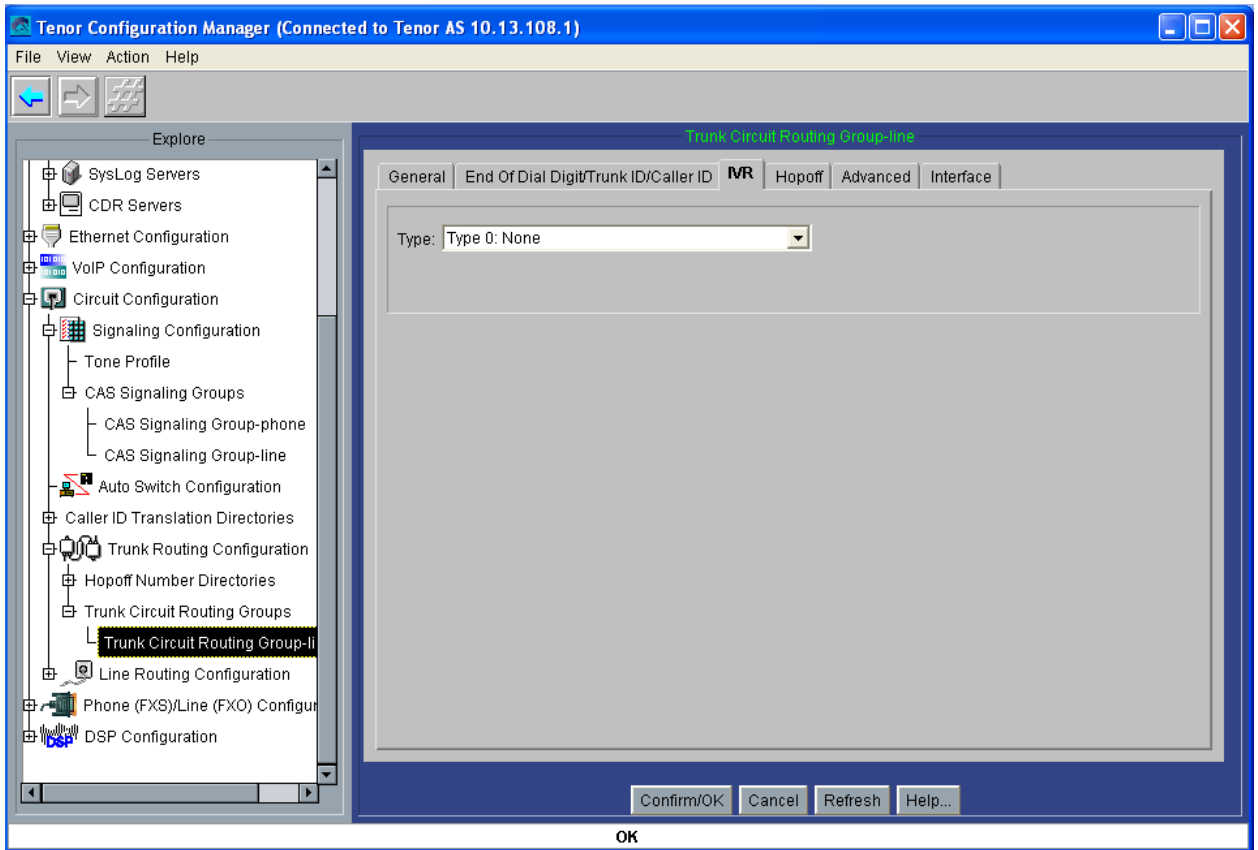 Tenor Configuration Manager (Connected to Tenor AS 10.13.108.1)
File View Action Help
Explore
SysLog Servers
CDR Servers
Ethernet Configuration
VoIP Configuration
Circuit Configuration
Signaling Configuration
Tone Profile
CAS Signaling Groups
CAS Signaling Group-phone
CAS Signaling Group-line
Auto Switch Configuration
Caller ID Translation Directories
Trunk Routing Configuration
Hopoff Number Directories
Trunk Circuit Routing Groups
Trunk Circuit Routing Group-li
Line Routing Configuration
Phone (FXS)/Line (FXO) Configur
DSP DSP Configuration
Trunk Circuit Routing Group-line
General End Of Dial Digit/Trunk ID/Caller ID IVR Hopoff Advanced Interface
Type: Type 0: None
Confirm/OK Cancel Refresh Help...
OK